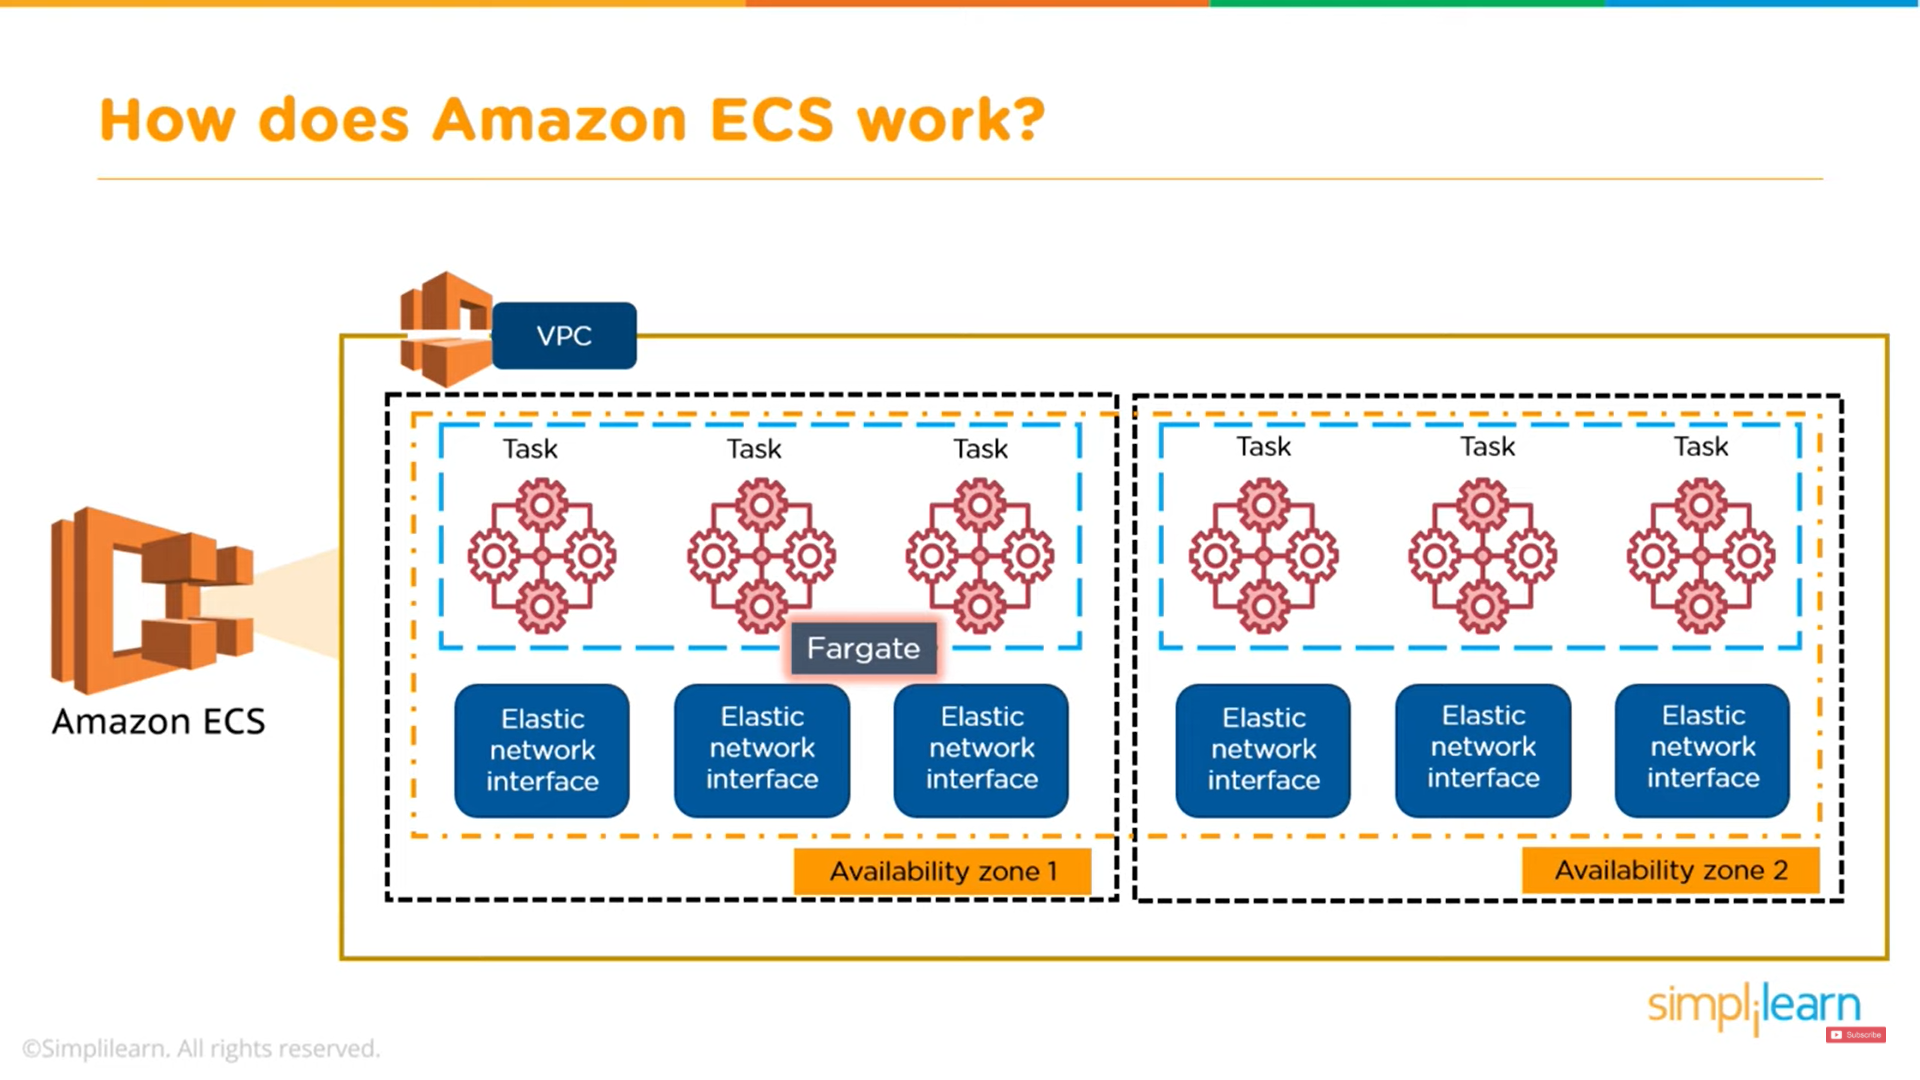 How does Amazon ECS work?
VPC
Task
Task
Task
Task
Task
Task
Fargate
Amazon ECS
Elastic
network
interface
Elastic
network
interface
Elastic
network
interface
Elastic
network
interface
Elastic
network
interface
Elastic
network
interface
Availability zone 1
Availability zone 2
simplilearn
Subscribe
©Simplilearn. All rights reserved.